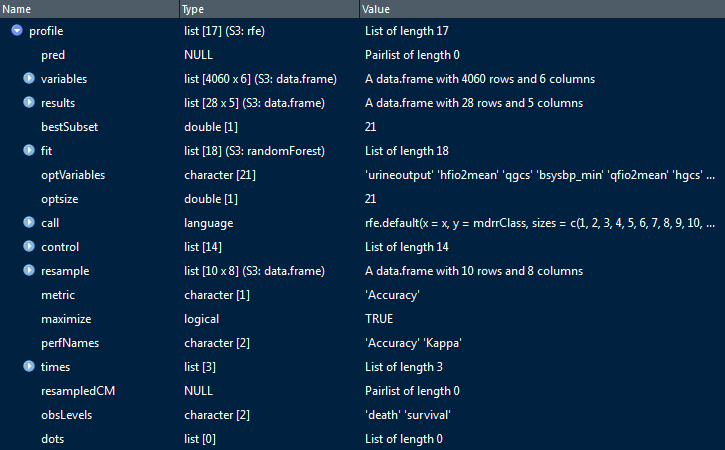 Name Type Value
profile list [17] (S3: rfe) List of length 17
pred NULL Pairlist of length 0
variables list [4060 x 6] (S3: data.frame) A data.frame with 4060 rows and 6 columns
results list [28 x 5] (S3: data.frame) A data.frame with 28 rows and 5 columns
bestSubset double [1] 21
fit list [18] (S3: randomForest) List of length 18
optVariables character [21] 'urineoutput' 'hfio2mean' 'qgcs' 'bsysbp_min' 'qfio2mean' 'hgcs' ...
optsize double [1] 21
call language rfe.default(x = x, y = mdrrClass, sizes = c(1, 2, 3, 4, 5, 6, 7, 8, 9, 10, ...
control list [14] List of length 14
resample list [10 x 8] (S3: data.frame) A data.frame with 10 rows and 8 columns
metric character [1] 'Accuracy'
maximize logical TRUE
perfNames character [2] 'Accuracy' 'Kappa'
times list [3] List of length 3
resampledCM NULL Pairlist of length 0
obsLevels character [2] 'death' 'survival'
dots list [0] List of length 0